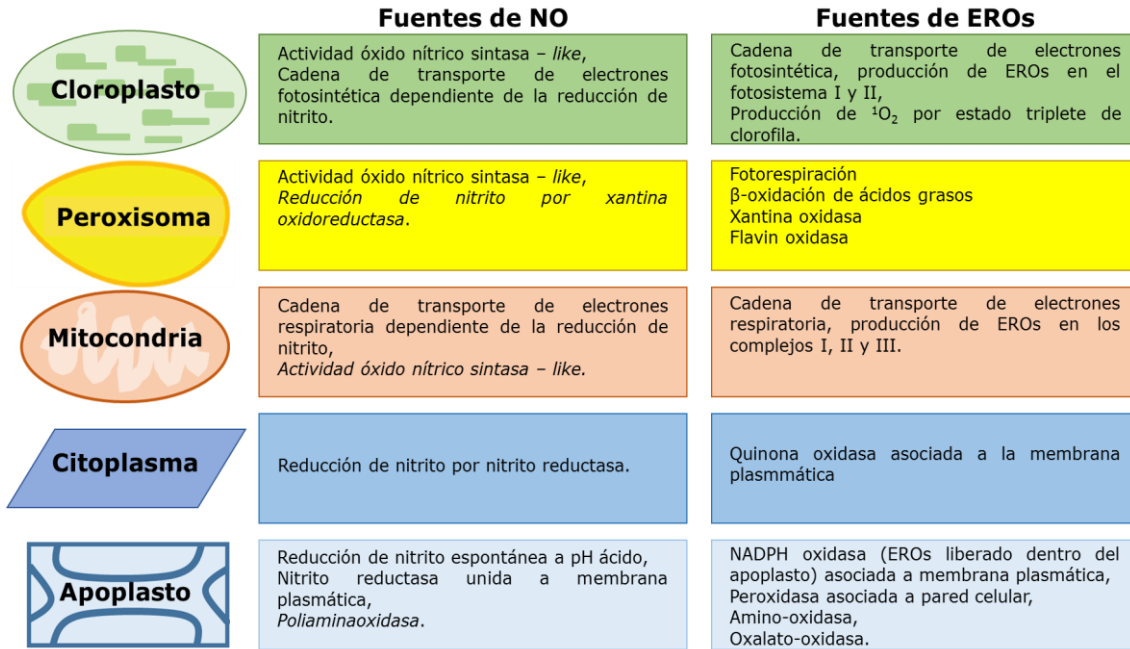 Fuentes de NO
Fuentes de EROs
Cloroplasto
Actividad óxido nítrico sintasa – like,
Cadena de transporte de electrones
fotosintética dependiente de la reducción de
nitrito.
Cadena de transporte de electrones
fotosintética, producción de EROs en el
fotosistema I y II,
Producción de ¹O₂ por estado triplete de
clorofila.
Peroxisoma
Actividad óxido nítrico sintasa – like,
Reducción de nitrito por xantina
oxidoreductasa.
Fotorespiración
β-oxidación de ácidos grasos
Xantina oxidasa
Flavin oxidasa
Mitocondria
Cadena de transporte de electrones
respiratoria dependiente de la reducción de
nitrito,
Actividad óxido nítrico sintasa – like.
Cadena de transporte de electrones
respiratoria, producción de EROs en los
complejos I, II y III.
Citoplasma
Reducción de nitrito por nitrito reductasa.
Quinona oxidasa asociada a la membrana
plasmmática
Apoplasto
Reducción de nitrito espontánea a pH ácido,
Nitrito reductasa unida a membrana
plasmática,
Poliaminaoxidasa.
NADPH oxidasa (EROs liberado dentro del
apoplasto) asociada a membrana plasmática,
Peroxidasa asociada a pared celular,
Amino-oxidasa,
Oxalato-oxidasa.